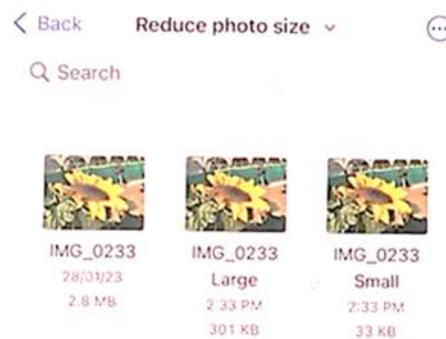 Back
Reduce photo size
Search
IMG_0233
28/01/23
2.8 MB
IMG_0233
Large
2:33 PM
301 KB
IMG_0233
Small
2:33 PM
33 KB